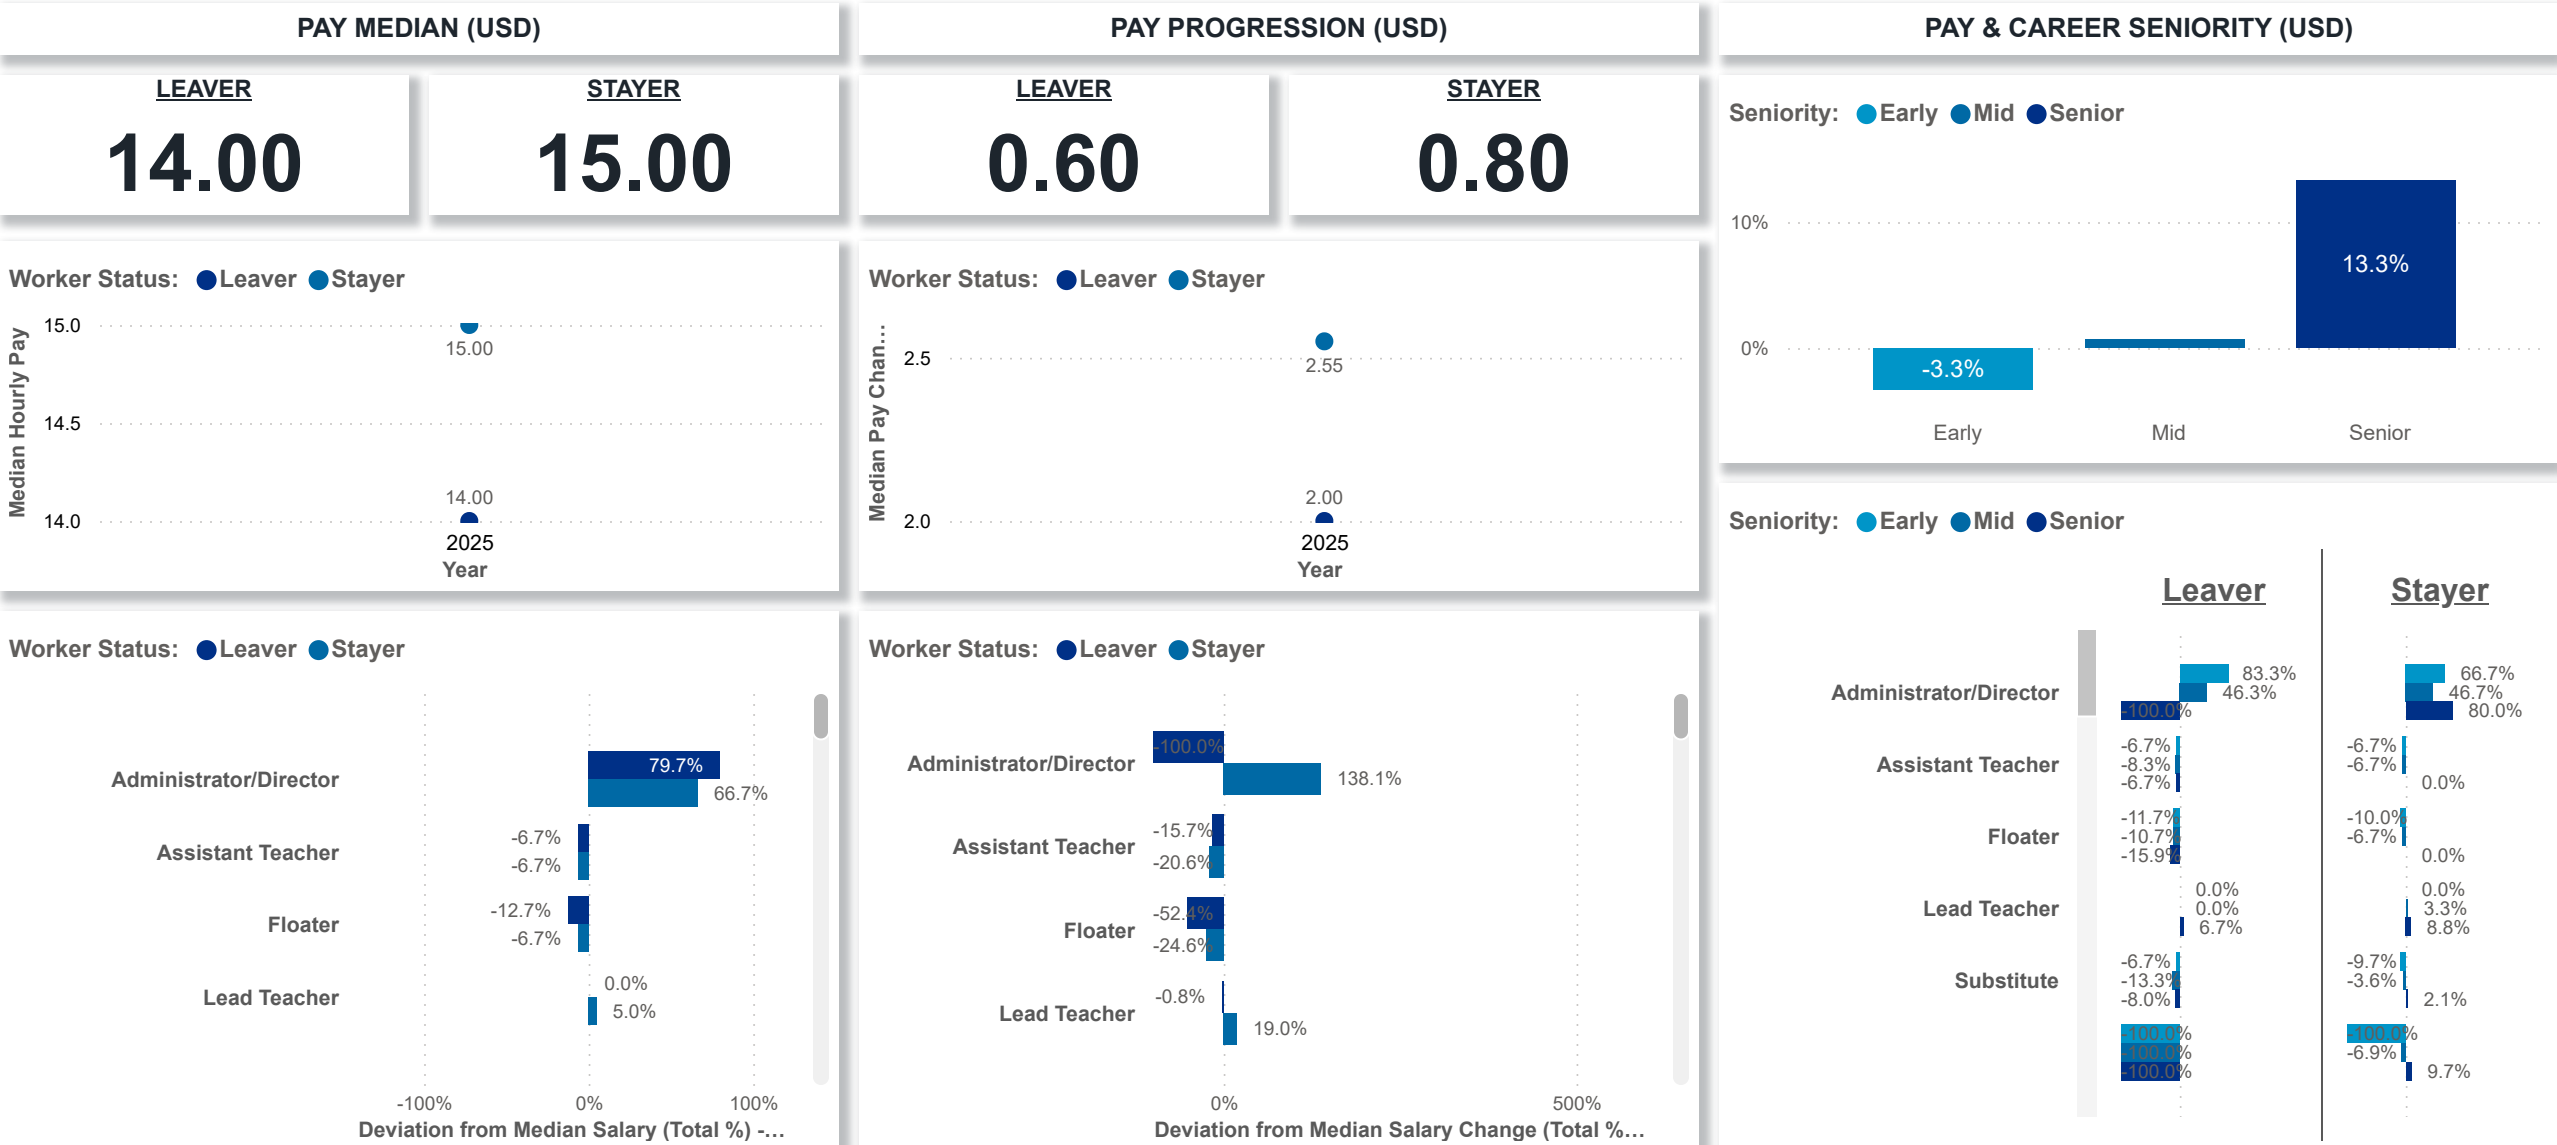 PAY MEDIAN (USD)
LEAVER
14.00
STAYER
15.00
Worker Status: Leaver Stayer
Median Hourly Pay
15.0
14.5
14.0
15.00
14.00
2025
Year
Worker Status: Leaver Stayer
Administrator/Director
79.7%
66.7%
Assistant Teacher
-6.7%
-6.7%
Floater
-12.7%
-6.7%
Lead Teacher
0.0%
5.0%
-100% 0% 100%
Deviation from Median Salary (Total %) -...
PAY PROGRESSION (USD)
LEAVER
0.60
STAYER
0.80
Worker Status: Leaver Stayer
Median Pay Chan...
2.5
2.0
2.55
2.00
2025
Year
Worker Status: Leaver Stayer
Administrator/Director
-100.0%
138.1%
Assistant Teacher
-15.7%
-20.6%
Floater
-52.4%
-24.6%
Lead Teacher
-0.8%
19.0%
0% 500%
Deviation from Median Salary Change (Total %...
PAY & CAREER SENIORITY (USD)
Seniority: Early Mid Senior
10%
0%
-3.3%
13.3%
Early Mid Senior
Seniority: Early Mid Senior
Leaver Stayer
Administrator/Director
83.3% 66.7%
46.3% 46.7%
-100.0% 80.0%
Assistant Teacher
-6.7% -6.7%
-8.3% -6.7%
-6.7% 0.0%
Floater
-11.7% -10.0%
-10.7% -6.7%
-15.9% 0.0%
Lead Teacher
0.0% 0.0%
0.0% 3.3%
6.7% 8.8%
Substitute
-6.7% -9.7%
-13.3% -3.6%
-8.0% 2.1%
-100.0% -100.0%
-100.0% -6.9%
-100.0% 9.7%